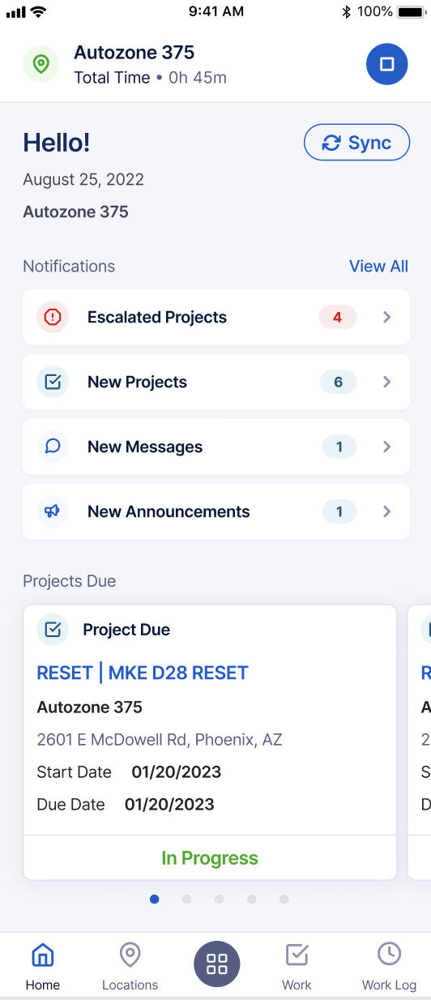 9:41 AM 100%
Autozone 375
Total Time • 0h 45m
Hello!
Sync
August 25, 2022
Autozone 375
Notifications View All
Escalated Projects 4
New Projects 6
New Messages 1
New Announcements 1
Projects Due
Project Due
RESET | MKE D28 RESET
R
Autozone 375
A
2601 E McDowell Rd, Phoenix, AZ
2
Start Date 01/20/2023
S
Due Date 01/20/2023
D
In Progress
Home Locations Work Work Log